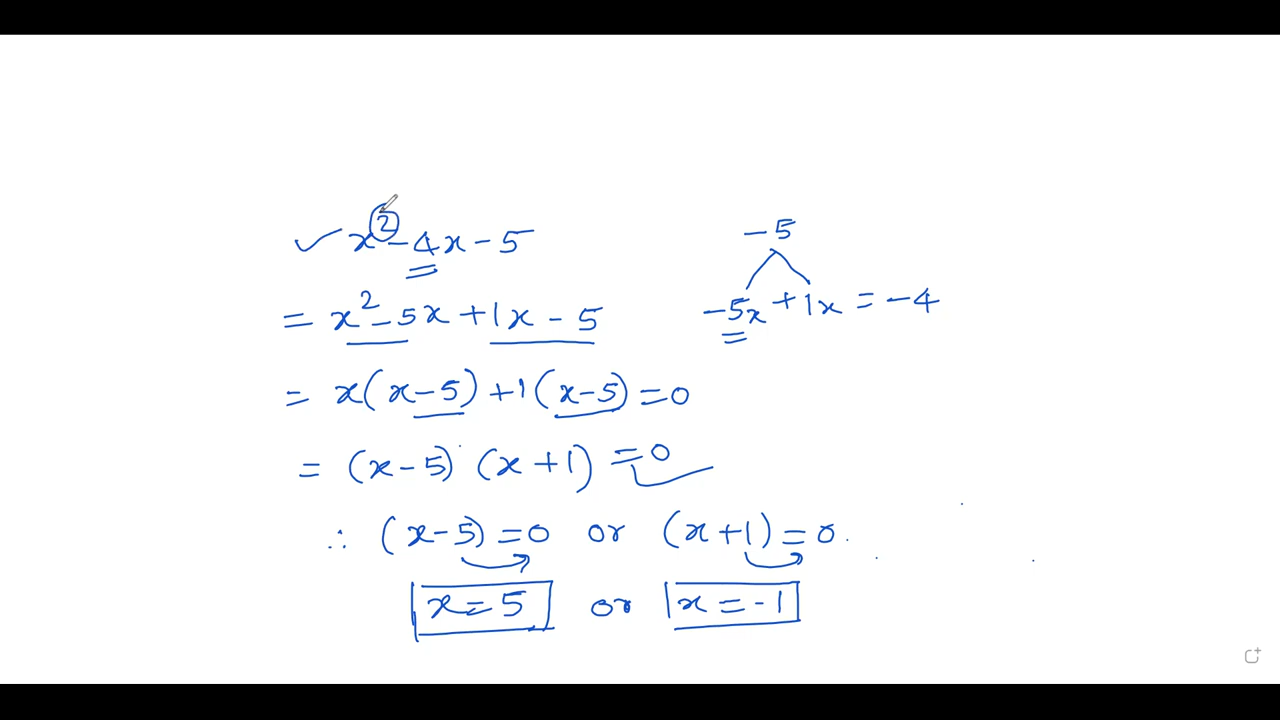 x² - 4x - 5
= x² - 5x + 1x - 5
= x(x-5) + 1(x-5) = 0
= (x-5) (x+1) = 0
∴ (x-5) = 0 or (x+1) = 0
x = 5 or x = -1
-5
-5x + 1x = -4